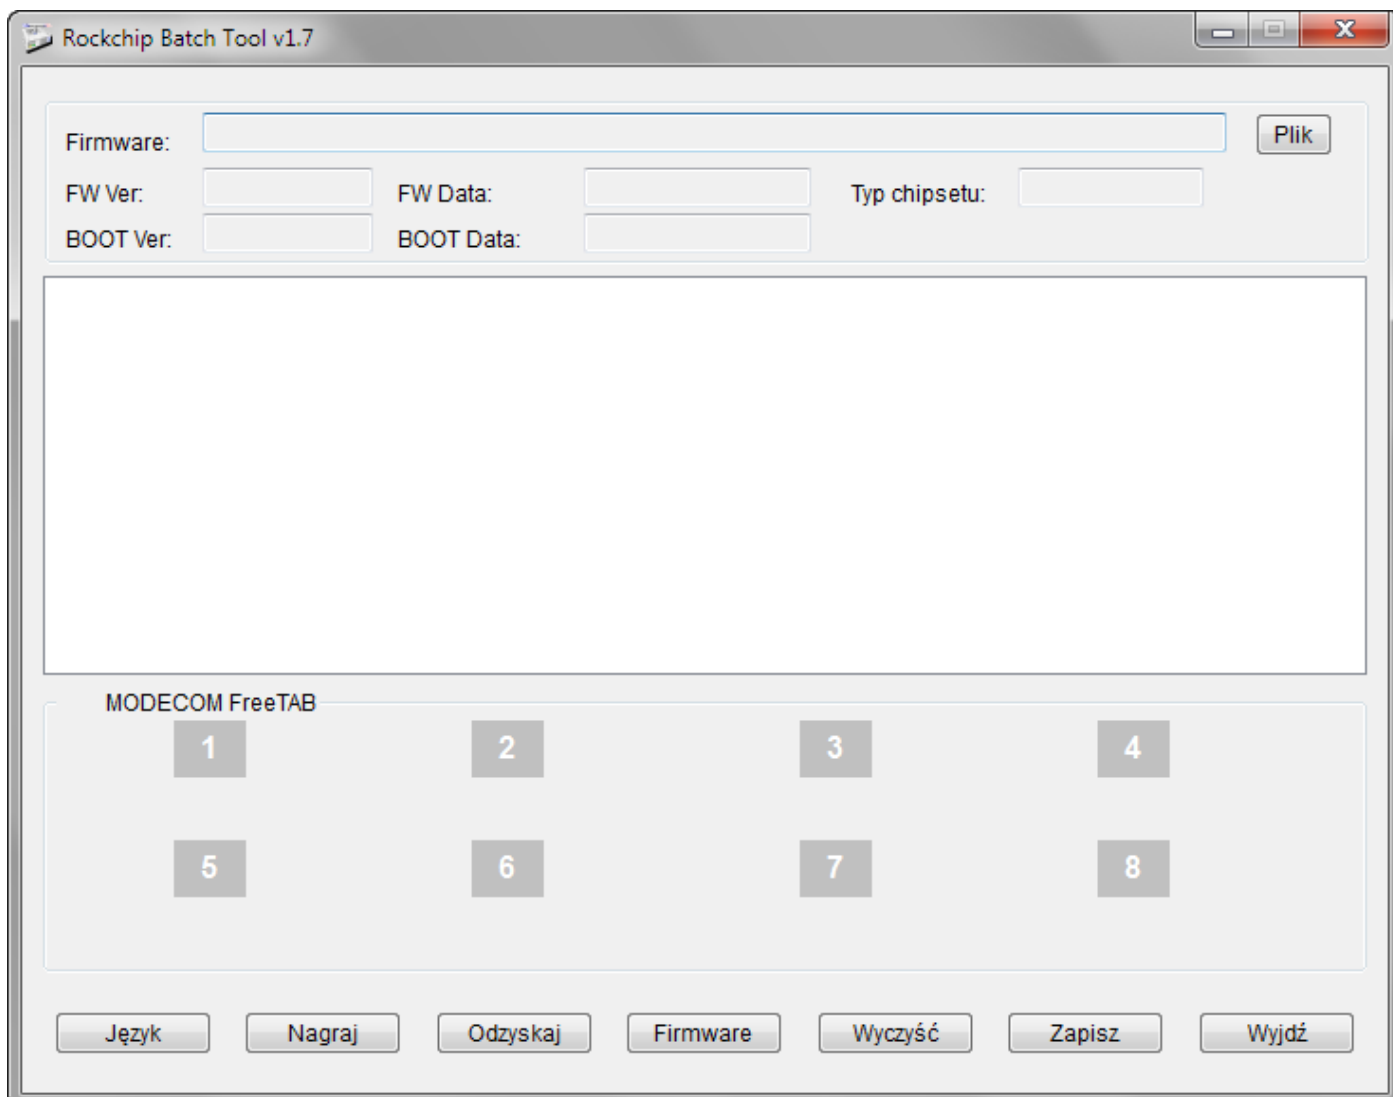 Rockchip Batch Tool v1.7
Firmware: Plik
FW Ver: FW Data: Typ chipsetu:
BOOT Ver: BOOT Data:
MODECOM FreeTAB
1 2 3 4
5 6 7 8
Język Nagraj Odzyskaj Firmware Wyczyść Zapisz Wyjdź